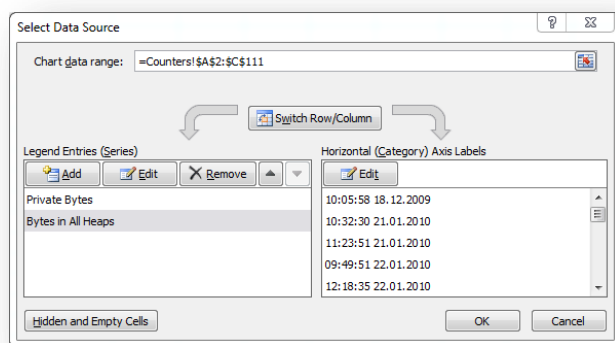 Select Data Source
Chart data range: =Counters!$A$2:$C$111
Switch Row/Column
Legend Entries (Series)
Add Edit Remove
Private Bytes
Bytes in All Heaps
Horizontal (Category) Axis Labels
Edit
10:05:58 18.12.2009
10:32:30 21.01.2010
11:23:51 21.01.2010
09:49:51 22.01.2010
12:18:35 22.01.2010
Hidden and Empty Cells
OK Cancel